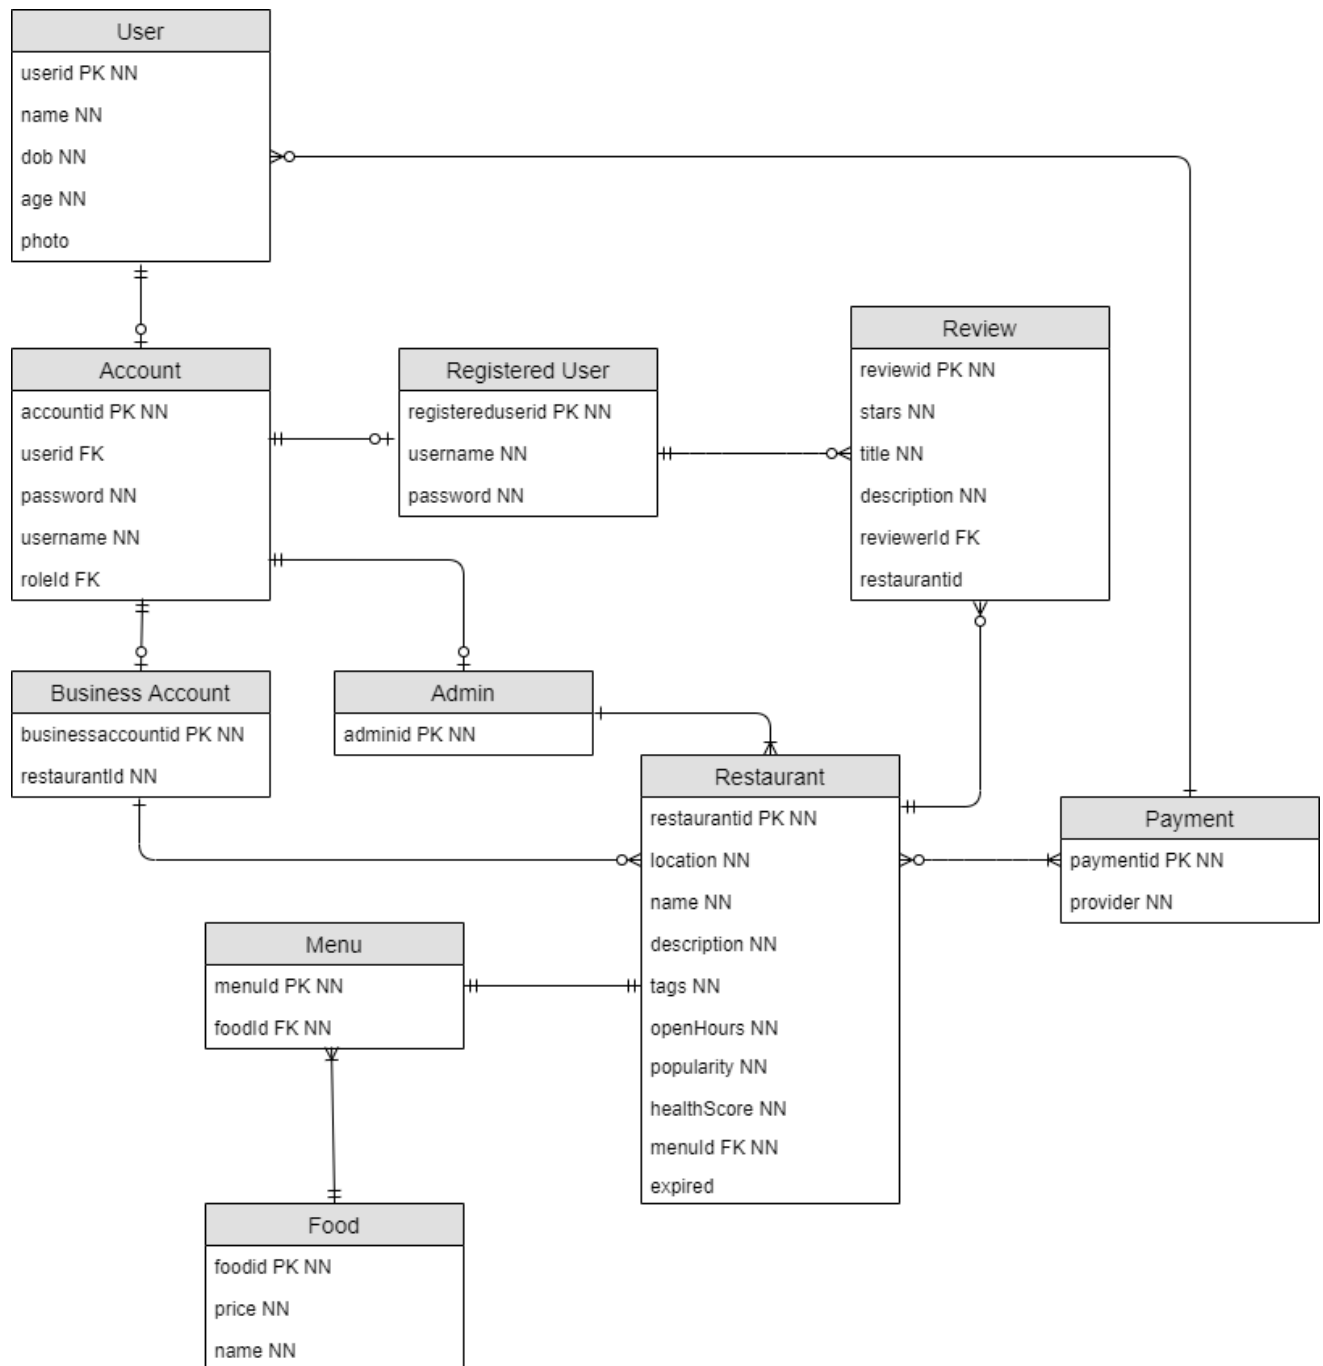 User
userid PK NN
name NN
dob NN
age NN
photo
Account
accountid PK NN
userid FK
password NN
username NN
roleId FK
Registered User
registereduserid PK NN
username NN
password NN
Review
reviewid PK NN
stars NN
title NN
description NN
reviewerId FK
restaurantid
Business Account
businessaccountid PK NN
restaurantId NN
Admin
adminid PK NN
Restaurant
restaurantid PK NN
location NN
name NN
description NN
tags NN
openHours NN
popularity NN
healthScore NN
menuId FK NN
expired
Payment
paymentid PK NN
provider NN
Menu
menuId PK NN
foodId FK NN
Food
foodid PK NN
price NN
name NN